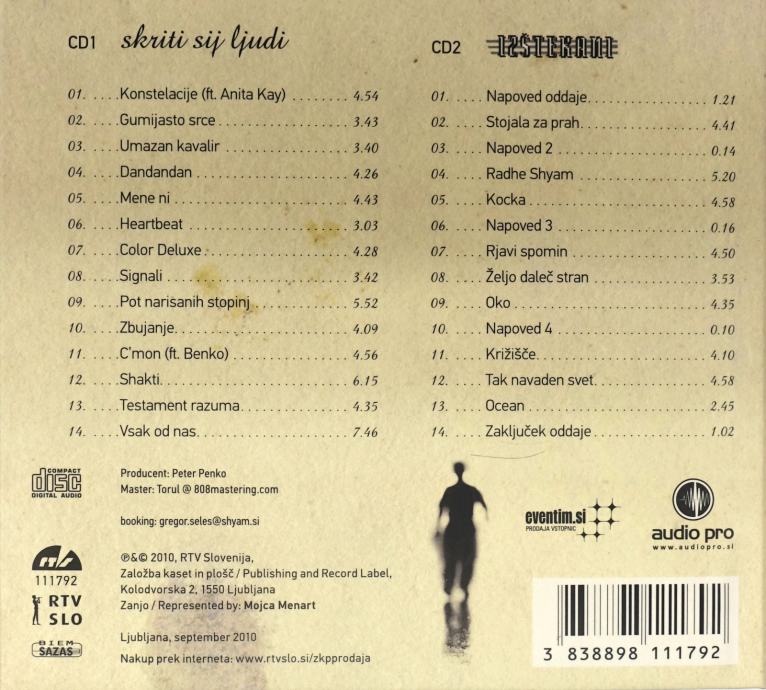 CD1 skriti sij ljudi
01. .....Konstelacije (ft. Anita Kay) ........ 4.54
02. .....Gumijasto srce ........................ 3.43
03. .....Umazan kavalir ....................... 3.40
04. .....Dandandan ........................... 4.26
05. .....Mene ni ............................... 4.43
06. .....Heartbeat ............................ 3.03
07. .....Color Deluxe......................... 4.28
08. .....Signali ............................... 3.42
09. .....Pot narisanih stopinj ............... 5.52
10. .....Zbujanje............................. 4.09
11. .....C'mon (ft. Benko) ................... 4.56
12. .....Shakti................................ 6.15
13. .....Testament razuma.................. 4.35
14. .....Vsak od nas......................... 7.46
CD2 IZŠTEKANI
01. ..... Napoved oddaje................. 1.21
02. ..... Stojala za prah.................. 4.41
03. ..... Napoved 2 ...................... 0.14
04. ..... Radhe Shyam .................. 5.20
05. ..... Kocka ........................... 4.58
06. ..... Napoved 3 ...................... 0.16
07. ..... Rjavi spomin ................... 4.50
08. ..... Željo daleč stran ............... 3.53
09. ..... Oko .............................. 4.35
10. ..... Napoved 4 ...................... 0.10
11. ..... Križišče.......................... 4.10
12. ..... Tak navaden svet............... 4.58
13. ..... Ocean ........................... 2.45
14. ..... Zaključek oddaje............... 1.02
COMPACT
disc
DIGITAL AUDIO
Producent: Peter Penko
Master: Torul @ 808mastering.com
booking: gregor.seles@shyam.si
RTS
111792
RTV
SLO
BIEM
SAZAS
℗&© 2010, RTV Slovenija,
Založba kaset in plošč / Publishing and Record Label,
Kolodvorska 2, 1550 Ljubljana
Zanjo / Represented by: Mojca Menart
Ljubljana, september 2010
Nakup prek interneta: www.rtvslo.si/zkpprodaja
eventim.si
PRODAJA VSTOPNIC
audio pro
www.audiopro.si
3 838898 111792